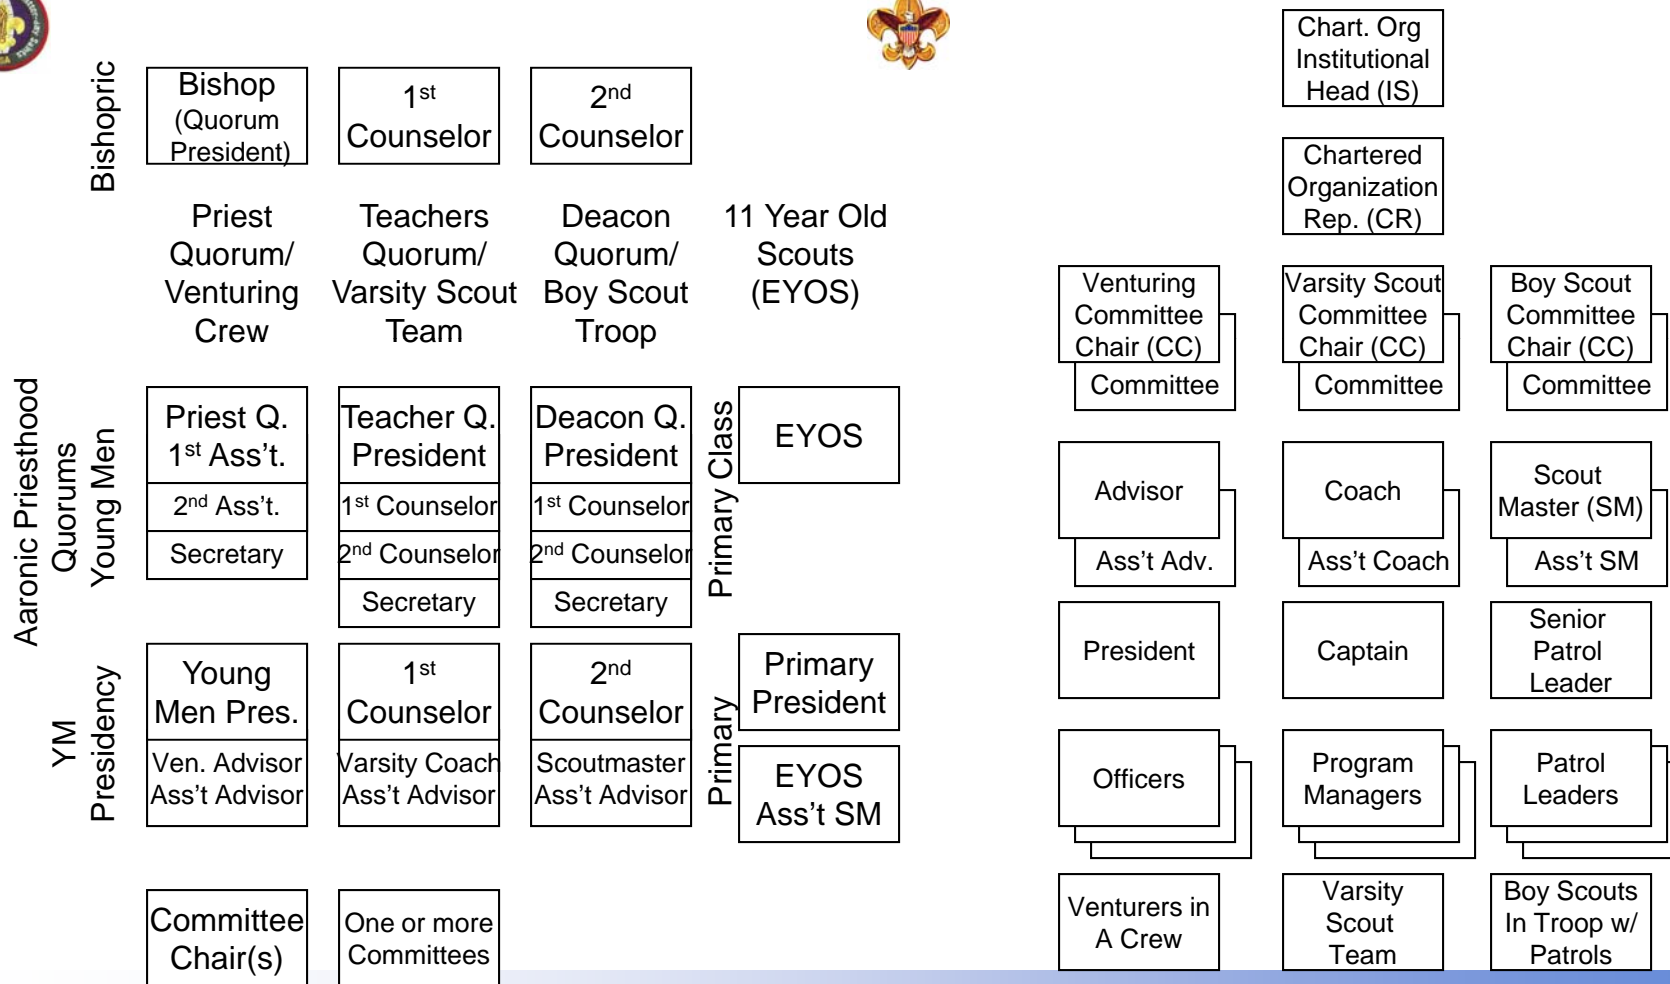 Bishopric
Bishop
(Quorum
President)
1st
Counselor
2nd
Counselor
Priest
Quorum/
Venturing
Crew
Teachers
Quorum/
Varsity Scout
Team
Deacon
Quorum/
Boy Scout
Troop
11 Year Old
Scouts
(EYOS)
Aaronic Priesthood
Quorums
Young Men
Priest Q.
1st Ass’t.
2nd Ass’t.
Secretary
Teacher Q.
President
1st Counselor
2nd Counselor
Secretary
Deacon Q.
President
1st Counselor
2nd Counselor
Secretary
Primary Class
EYOS
YM
Presidency
Young
Men Pres.
Ven. Advisor
Ass’t Advisor
1st
Counselor
Varsity Coach
Ass’t Advisor
2nd
Counselor
Scoutmaster
Ass’t Advisor
Primary
Primary
President
EYOS
Ass’t SM
Committee
Chair(s)
One or more
Committees
Chart. Org
Institutional
Head (IS)
Chartered
Organization
Rep. (CR)
Venturing
Committee
Chair (CC)
Committee
Varsity Scout
Committee
Chair (CC)
Committee
Boy Scout
Committee
Chair (CC)
Committee
Advisor
Ass’t Adv.
Coach
Ass’t Coach
Scout
Master (SM)
Ass’t SM
President
Captain
Senior
Patrol
Leader
Officers
Program
Managers
Patrol
Leaders
Venturers in
A Crew
Varsity
Scout
Team
Boy Scouts
In Troop w/
Patrols